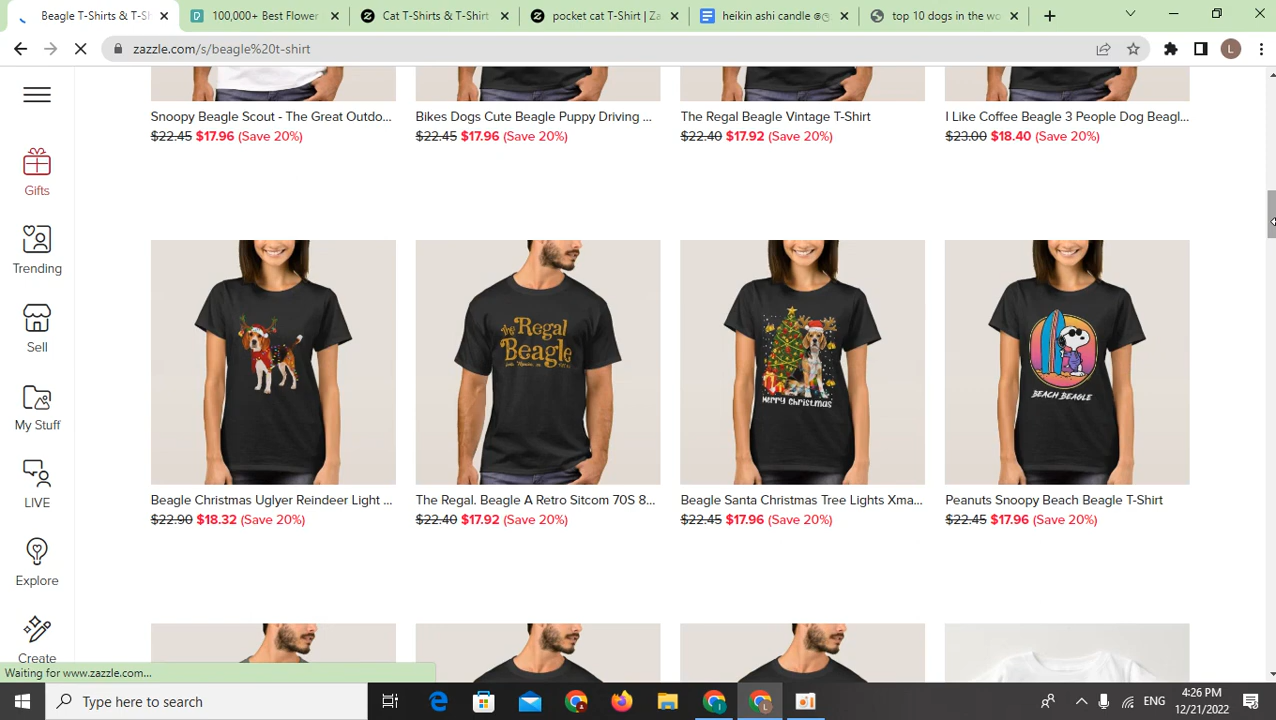 Beagle T-Shirts & T-Sh
100,000+ Best Flower
Cat T-Shirts & T-Shirt
pocket cat T-Shirt | Za
heikin ashi candle
top 10 dogs in the wo
zazzle.com/s/beagle%20t-shirt
L
Snoopy Beagle Scout - The Great Outdo...
$22.45 $17.96 (Save 20%)
Bikes Dogs Cute Beagle Puppy Driving ...
$22.45 $17.96 (Save 20%)
The Regal Beagle Vintage T-Shirt
$22.40 $17.92 (Save 20%)
I Like Coffee Beagle 3 People Dog Beagl...
$23.00 $18.40 (Save 20%)
Gifts
Trending
Sell
My Stuff
LIVE
Explore
Create
The Regal
Beagle
Merry Christmas
BEACH BEAGLE
Beagle Christmas Uglyer Reindeer Light ...
$22.90 $18.32 (Save 20%)
The Regal. Beagle A Retro Sitcom 70S 8...
$22.40 $17.92 (Save 20%)
Beagle Santa Christmas Tree Lights Xma...
$22.45 $17.96 (Save 20%)
Peanuts Snoopy Beach Beagle T-Shirt
$22.45 $17.96 (Save 20%)
Waiting for www.zazzle.com...
Type here to search
ENG
4:26 PM
12/21/2022